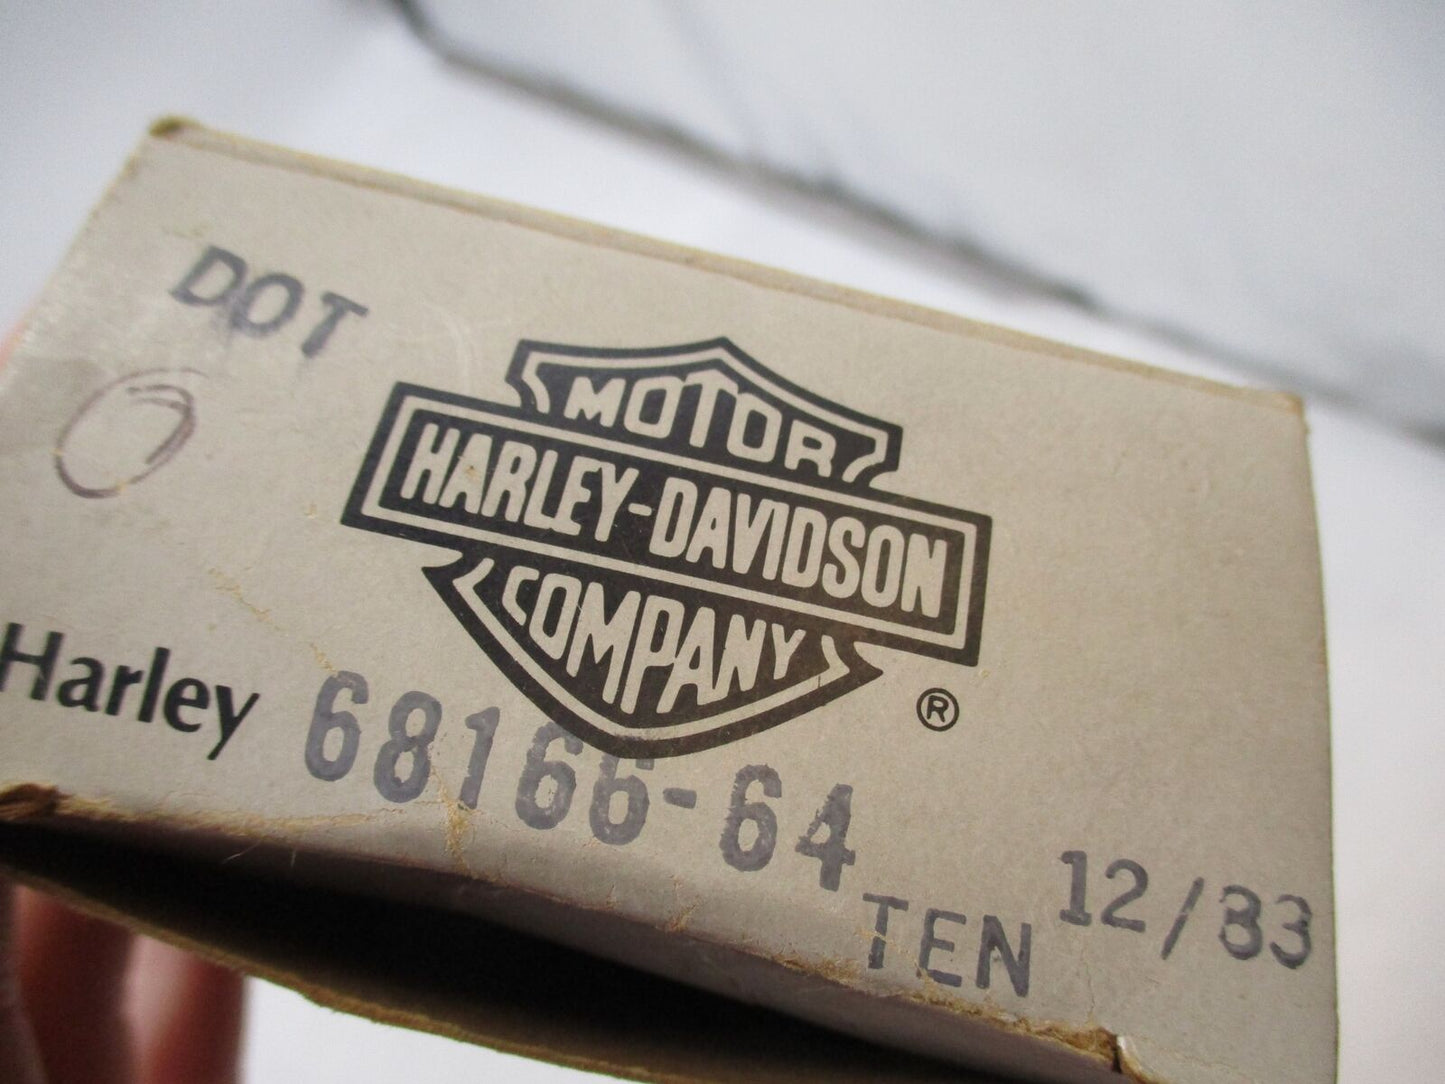 DOT
MOTOR
HARLEY-DAVIDSON
COMPANY
®
Harley 68166-64
TEN 12/83